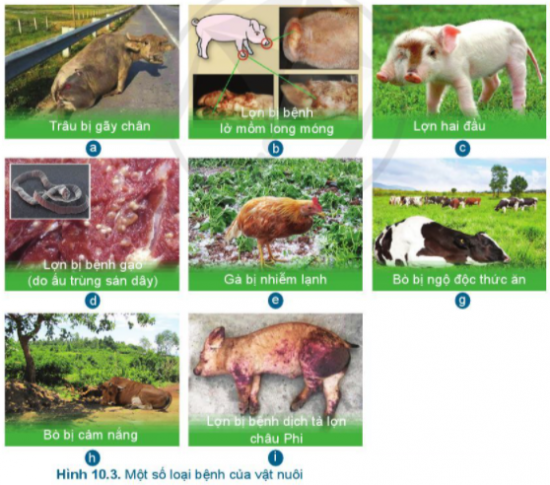 Trâu bị gãy chân
a
Lợn bị bệnh
lở mồm long móng
b
Lợn hai đầu
c
Lợn bị bệnh gạo
(do ấu trùng sán dây)
d
Gà bị nhiễm lạnh
e
Bò bị ngộ độc thức ăn
g
Bò bị cảm nắng
h
Lợn bị bệnh dịch tả lợn
châu Phi
i
Hình 10.3. Một số loại bệnh của vật nuôi